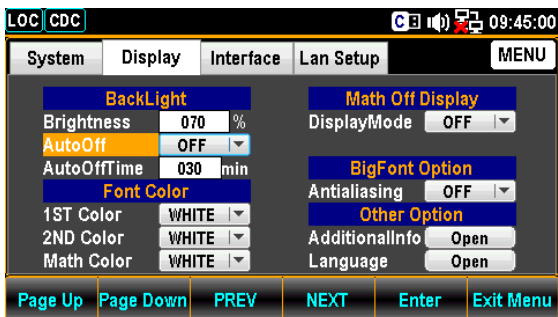 LOC CDC C 09:45:00
System Display Interface Lan Setup MENU
BackLight
Brightness 070 %
AutoOff OFF
AutoOffTime 030 min
Font Color
1ST Color WHITE
2ND Color WHITE
Math Color WHITE
Math Off Display
DisplayMode OFF
BigFont Option
Antialiasing OFF
Other Option
AdditionalInfo Open
Language Open
Page Up Page Down PREV NEXT Enter Exit Menu